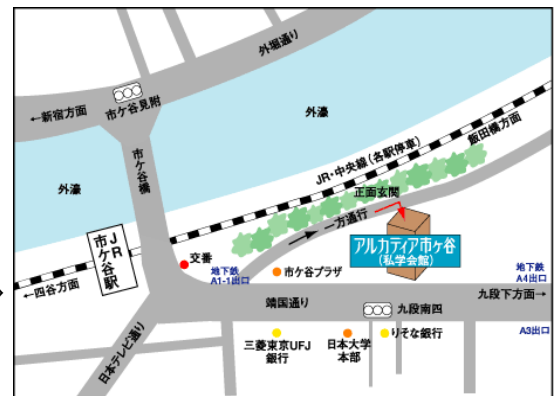 外堀通り
←新宿方面
市ケ谷見附
外濠
飯田橋方面
JR・中央線（各駅停車）
市ケ谷橋
外濠
正面玄関
一方通行
アルカディア市ヶ谷
（私学会館）
JR
市ケ谷駅
交番
地下鉄
A1-1出口
市ケ谷プラザ
地下鉄
A4出口
←四谷方面
靖国通り
九段南四
九段下方面→
日本テレビ通り
三菱東京UFJ
銀行
日本大学
本部
りそな銀行
A3出口